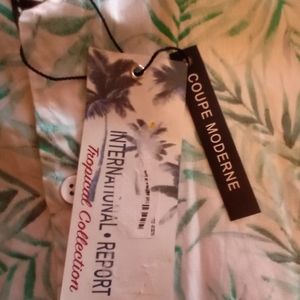 INTERNATIONAL • REPORT
Tropical Collection
COUPE MODERNE